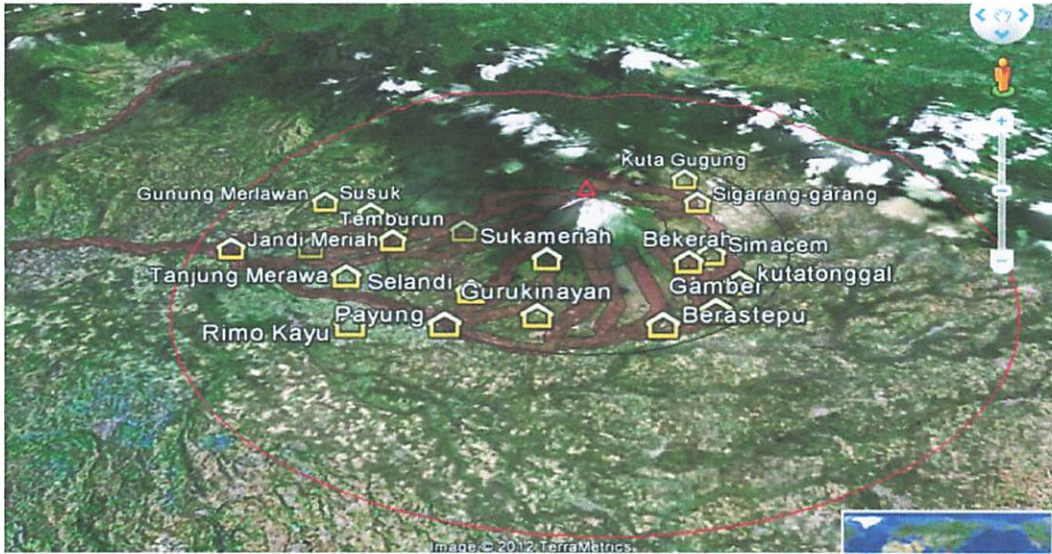 Kuta Gugung
Gunung Merlawan
Susuk
Sigarang-garang
Temburun
Jandi Meriah
Sukameriah
Bekerah
Simacem
Tanjung Merawa
Selandi
kutatonggal
Gurukinayan
Gamber
Payung
Berastepu
Rimo Kayu
Image © 2012 TerraMetrics